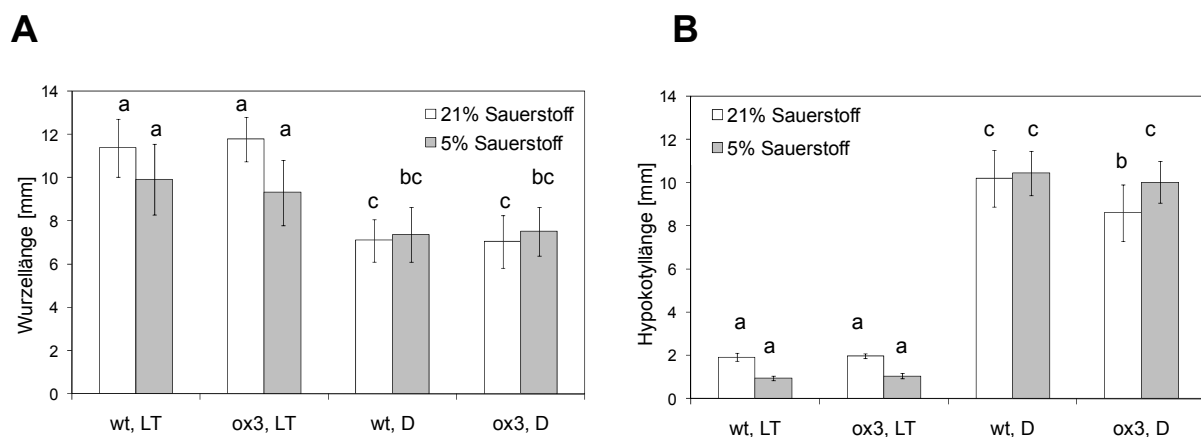 A
Wurzellänge [mm]
14
12
10
8
6
4
2
0
21% Sauerstoff
5% Sauerstoff
a
a
a
a
c
bc
c
bc
wt, LT
ox3, LT
wt, D
ox3, D
B
Hypokotyllänge [mm]
14
12
10
8
6
4
2
0
21% Sauerstoff
5% Sauerstoff
a
a
a
a
c
c
b
c
wt, LT
ox3, LT
wt, D
ox3, D